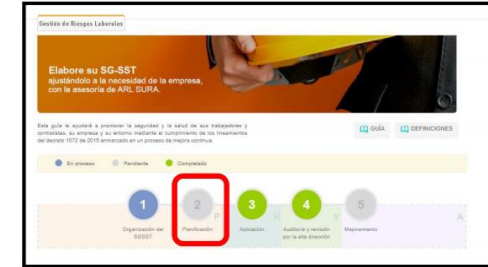 Gestión de Riesgos Laborales
Elabore su SG-SST
ajustándolo a la necesidad de la empresa,
con la asesoría de ARL SURA.
Esta guía le ayudará a promover la seguridad y la salud de sus trabajadores y
contratistas, su empresa y su entorno mediante el cumplimiento de los lineamientos
del decreto 1072 de 2015 enmarcado en un proceso de mejora continua.
GUÍA
DEFINICIONES
En proceso
Pendiente
Completado
1
2
3
4
5
P
H
V
A
Organización del
SGSST
Planificación
Aplicación
Auditoría y revisión
por la alta dirección
Mejoramiento